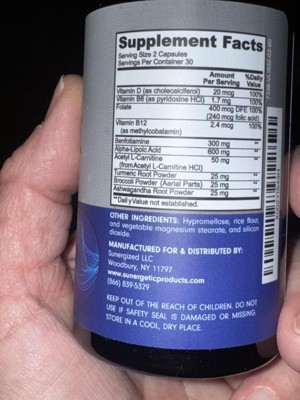 Supplement Facts
Serving Size 2 Capsules
Servings Per Container 30
Amount Per Serving %Daily Value
Vitamin D (as cholecalciferol) 20 mcg 100%
Vitamin B6 (as pyridoxine HCl) 1.7 mg 100%
Folate 400 mcg DFE 100%
(240 mcg folic acid)
Vitamin B12 2.4 mcg 100%
(as methylcobalamin)
Benfotiamine 300 mg **
Alpha-Lipoic Acid 600 mg **
Acetyl L-Carnitine 50 mg **
(from Acetyl L-Carnitine HCl)
Turmeric Root Powder 25 mg **
Broccoli Powder (Aerial Parts) 25 mg **
Ashwagandha Root Powder 25 mg **
**Daily Value not established.
OTHER INGREDIENTS: Hypromellose, rice flour,
and vegetable magnesium stearate, and silicon
dioxide.
MANUFACTURED FOR & DISTRIBUTED BY:
Sunergized LLC
Woodbury, NY 11797
www.sunergeticproducts.com
(866) 839-5329
KEEP OUT OF THE REACH OF CHILDREN. DO NOT
USE IF SAFETY SEAL IS DAMAGED OR MISSING.
STORE IN A COOL, DRY PLACE.